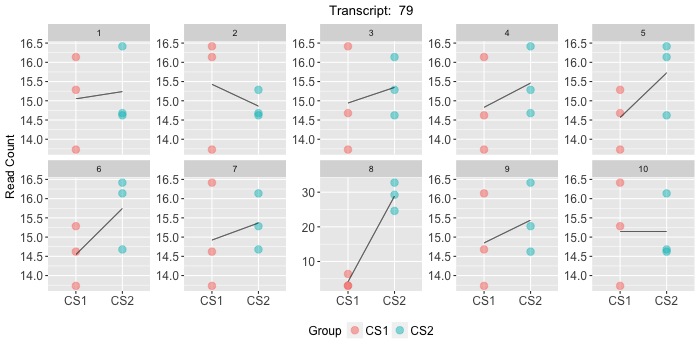 Transcript: 79
1 2 3 4 5
16.5 16.5 16.5 16.5 16.5
16.0 16.0 16.0 16.0 16.0
15.5 15.5 15.5 15.5 15.5
15.0 15.0 15.0 15.0 15.0
14.5 14.5 14.5 14.5 14.5
14.0 14.0 14.0 14.0 14.0
Read Count
6 7 8 9 10
16.5 16.5 30 16.5 16.5
16.0 16.0 20 16.0 16.0
15.5 15.5 10 15.5 15.5
15.0 15.0 15.0 15.0
14.5 14.5 14.5 14.5
14.0 14.0 14.0 14.0
CS1 CS2 CS1 CS2 CS1 CS2 CS1 CS2 CS1 CS2
Group CS1 CS2